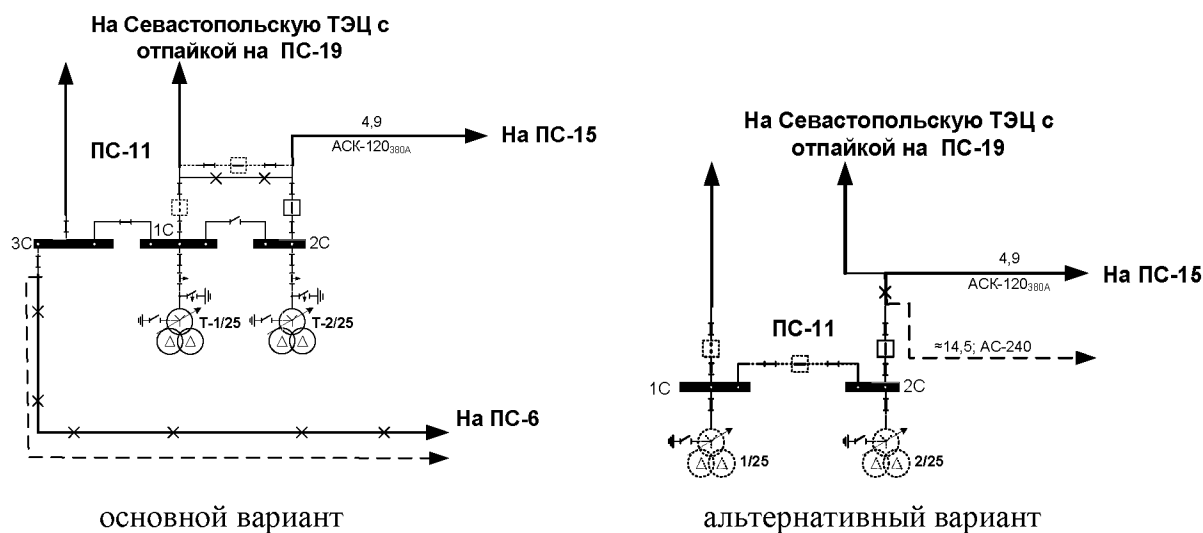 На Севастопольскую ТЭЦ с
отпайкой на ПС-19
4,9
АСК-120380А
На ПС-15
ПС-11
3С
1С
2С
Т-1/25
Т-2/25
На ПС-6
основной вариант
На Севастопольскую ТЭЦ с
отпайкой на ПС-19
4,9
АСК-120380А
На ПС-15
ПС-11
≈14,5; АС-240
1С
2С
1/25
2/25
альтернативный вариант